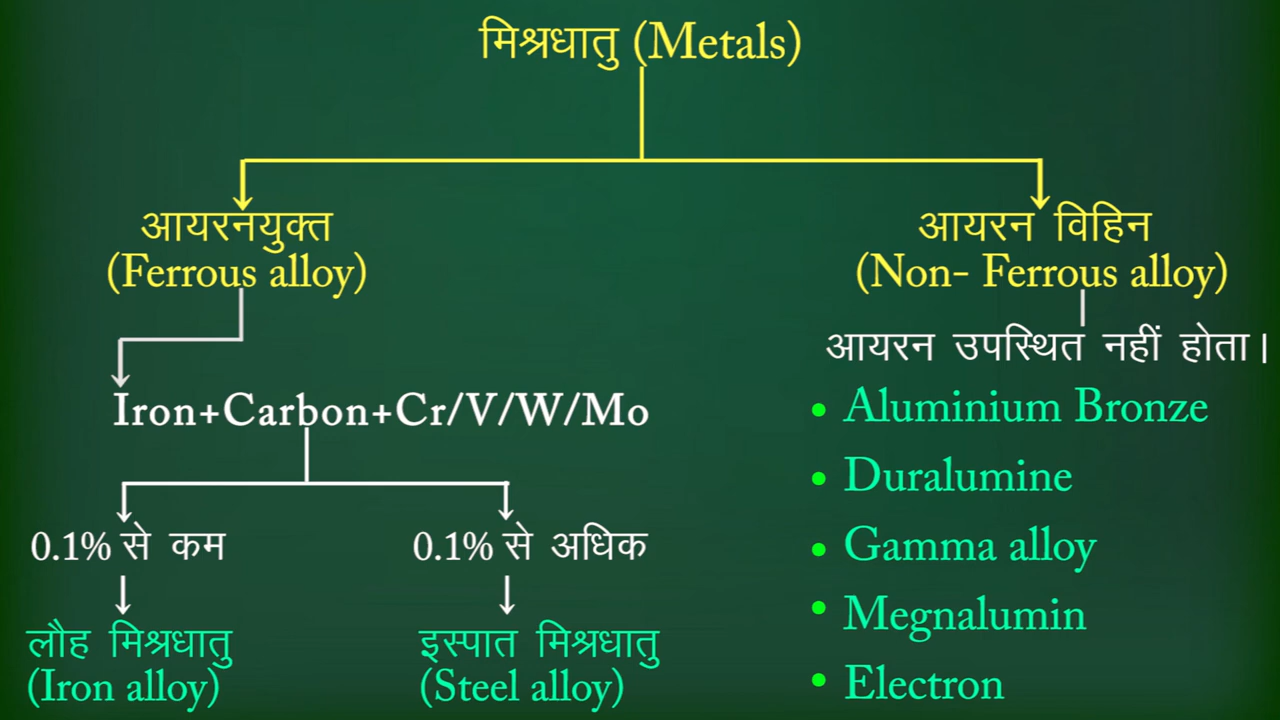 मिश्रधातु (Metals)
आयरनयुक्त
(Ferrous alloy)
Iron+Carbon+Cr/V/W/Mo
0.1% से कम
0.1% से अधिक
लौह मिश्रधातु
(Iron alloy)
इस्पात मिश्रधातु
(Steel alloy)
आयरन विहिन
(Non- Ferrous alloy)
आयरन उपस्थित नहीं होता।
• Aluminium Bronze
• Duralumine
• Gamma alloy
• Megnalumin
• Electron